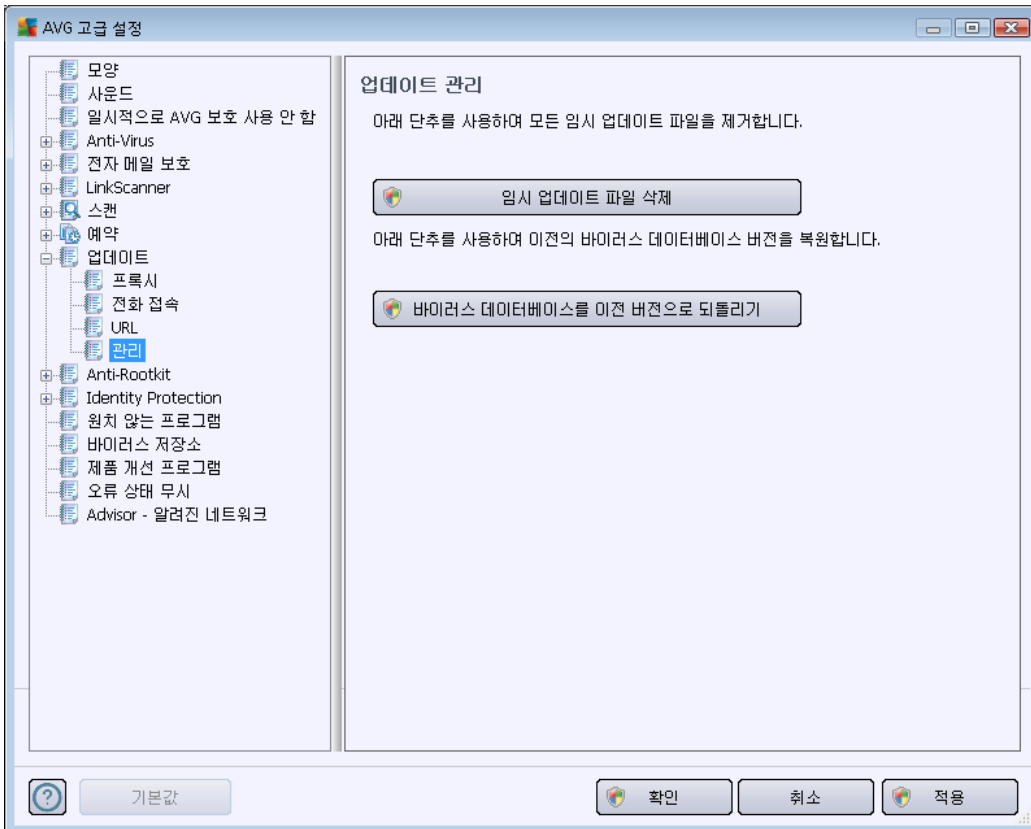 AVG 고급 설정
모양
사운드
일시적으로 AVG 보호 사용 안 함
Anti-Virus
전자 메일 보호
LinkScanner
스캔
예약
업데이트
프록시
전화 접속
URL
관리
Anti-Rootkit
Identity Protection
원치 않는 프로그램
바이러스 저장소
제품 개선 프로그램
오류 상태 무시
Advisor - 알려진 네트워크
업데이트 관리
아래 단추를 사용하여 모든 임시 업데이트 파일을 제거합니다.
임시 업데이트 파일 삭제
아래 단추를 사용하여 이전의 바이러스 데이터베이스 버전을 복원합니다.
바이러스 데이터베이스를 이전 버전으로 되돌리기
기본값
확인
취소
적용